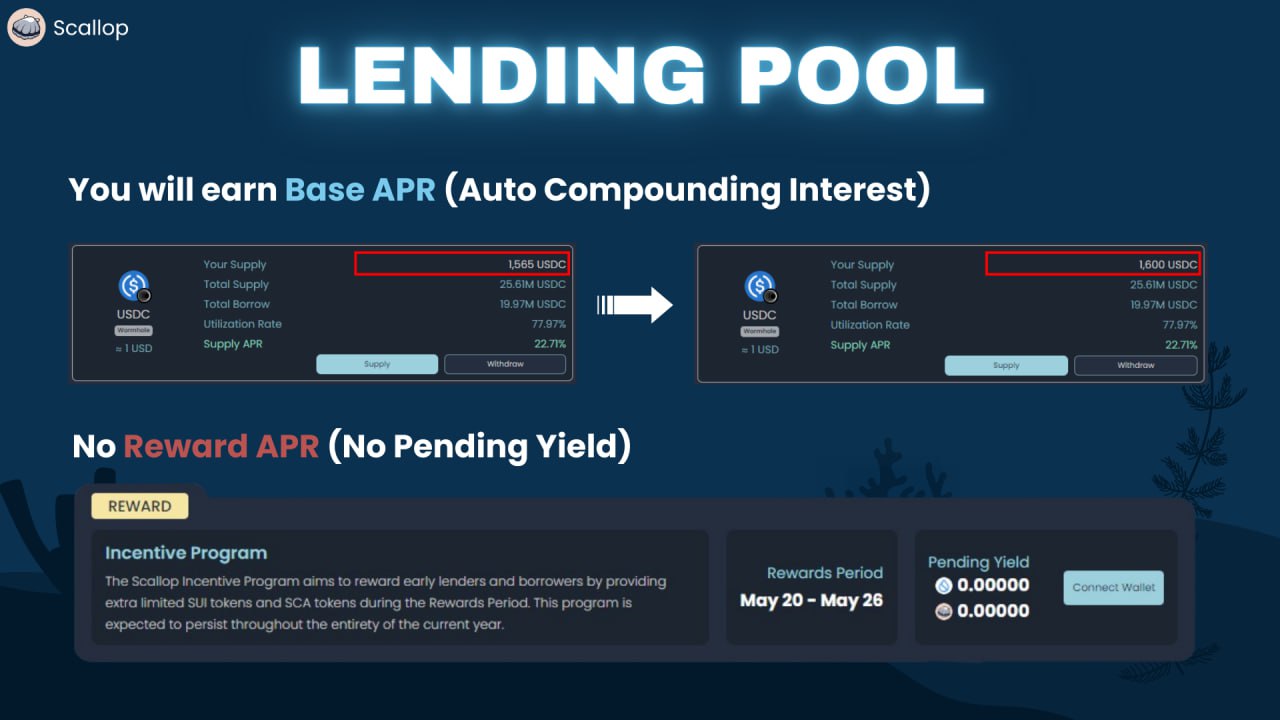 Scallop
LENDING POOL
You will earn Base APR (Auto Compounding Interest)
Your Supply 1,565 USDC
Total Supply 25.61M USDC
Total Borrow 19.97M USDC
Utilization Rate 77.97%
Supply APR 22.71%
USDC
Wormhole
≈ 1 USD
Supply Withdraw
Your Supply 1,600 USDC
Total Supply 25.61M USDC
Total Borrow 19.97M USDC
Utilization Rate 77.97%
Supply APR 22.71%
USDC
Wormhole
≈ 1 USD
Supply Withdraw
No Reward APR (No Pending Yield)
REWARD
Incentive Program
The Scallop Incentive Program aims to reward early lenders and borrowers by providing
extra limited SUI tokens and SCA tokens during the Rewards Period. This program is
expected to persist throughout the entirety of the current year.
Rewards Period
May 20 - May 26
Pending Yield
0.00000
0.00000
Connect Wallet